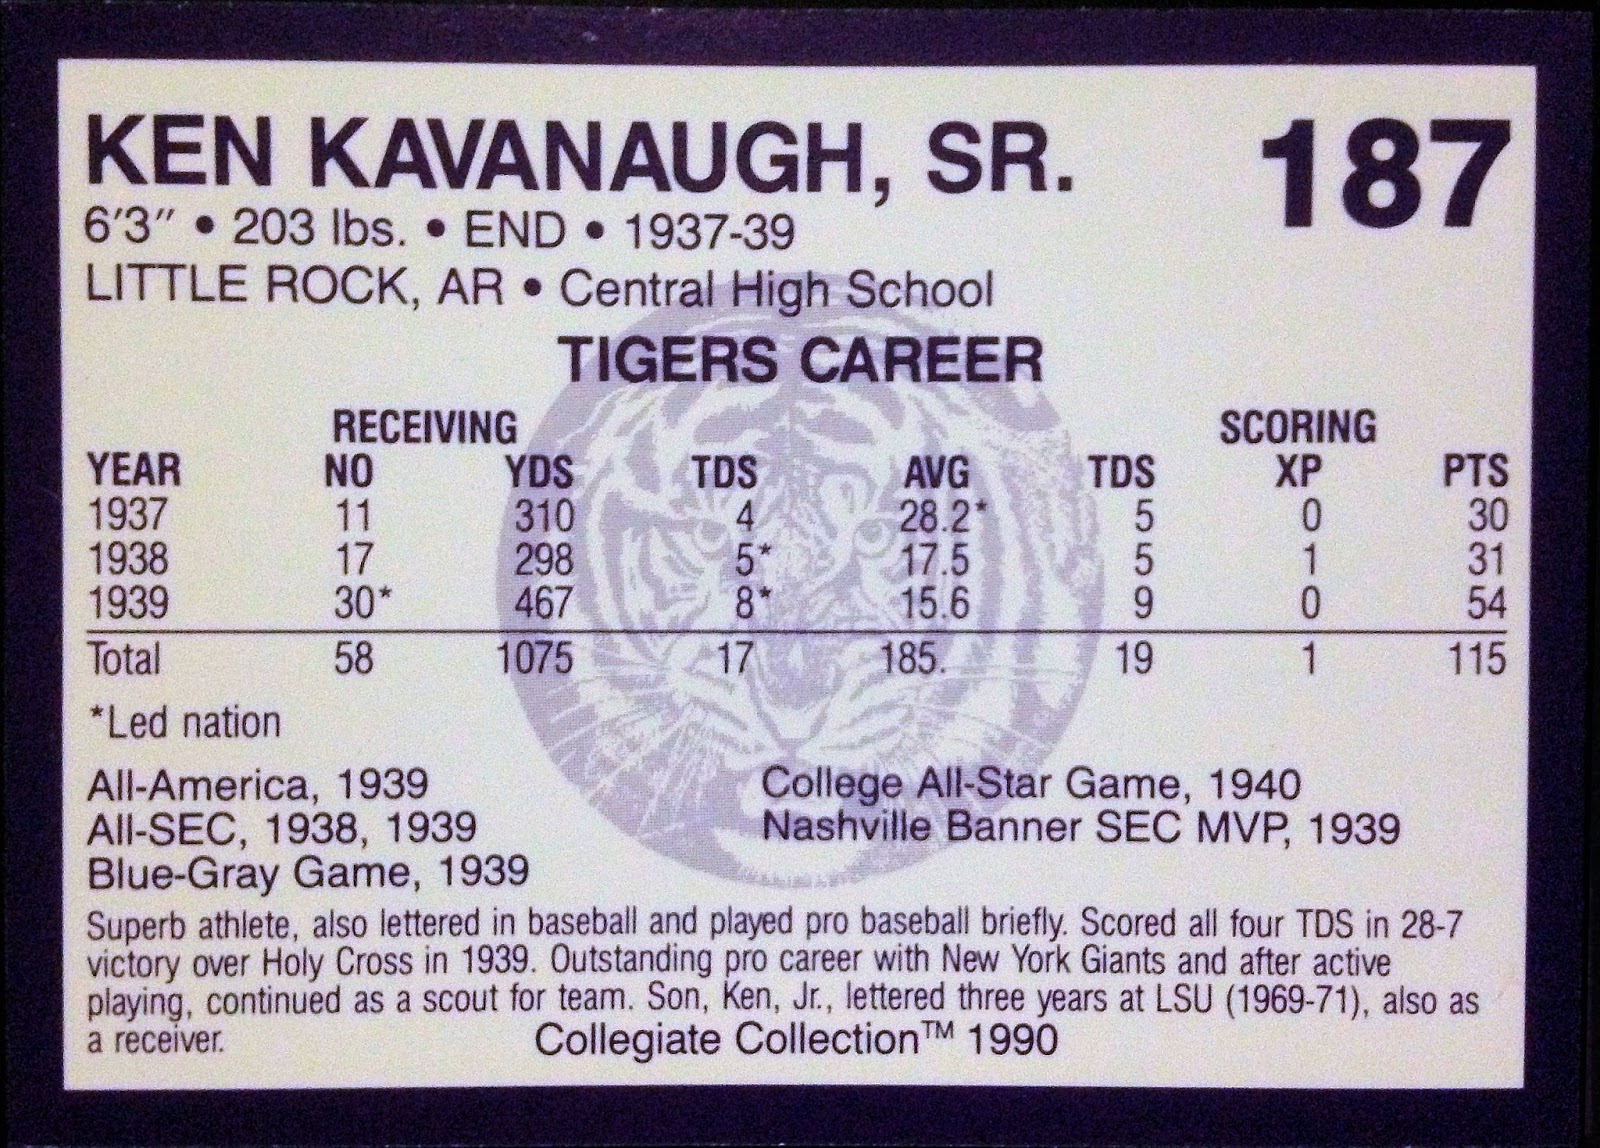 KEN KAVANAUGH, SR. 187
6'3" • 203 lbs. • END • 1937-39
LITTLE ROCK, AR • Central High School
TIGERS CAREER
RECEIVING SCORING
YEAR NO YDS TDS AVG TDS XP PTS
1937 11 310 4 28.2* 5 0 30
1938 17 298 5* 17.5 5 1 31
1939 30* 467 8* 15.6 9 0 54
Total 58 1075 17 185. 19 1 115
*Led nation
All-America, 1939
All-SEC, 1938, 1939
Blue-Gray Game, 1939
College All-Star Game, 1940
Nashville Banner SEC MVP, 1939
Superb athlete, also lettered in baseball and played pro baseball briefly. Scored all four TDS in 28-7
victory over Holy Cross in 1939. Outstanding pro career with New York Giants and after active
playing, continued as a scout for team. Son, Ken, Jr., lettered three years at LSU (1969-71), also as
a receiver.
Collegiate Collection™ 1990